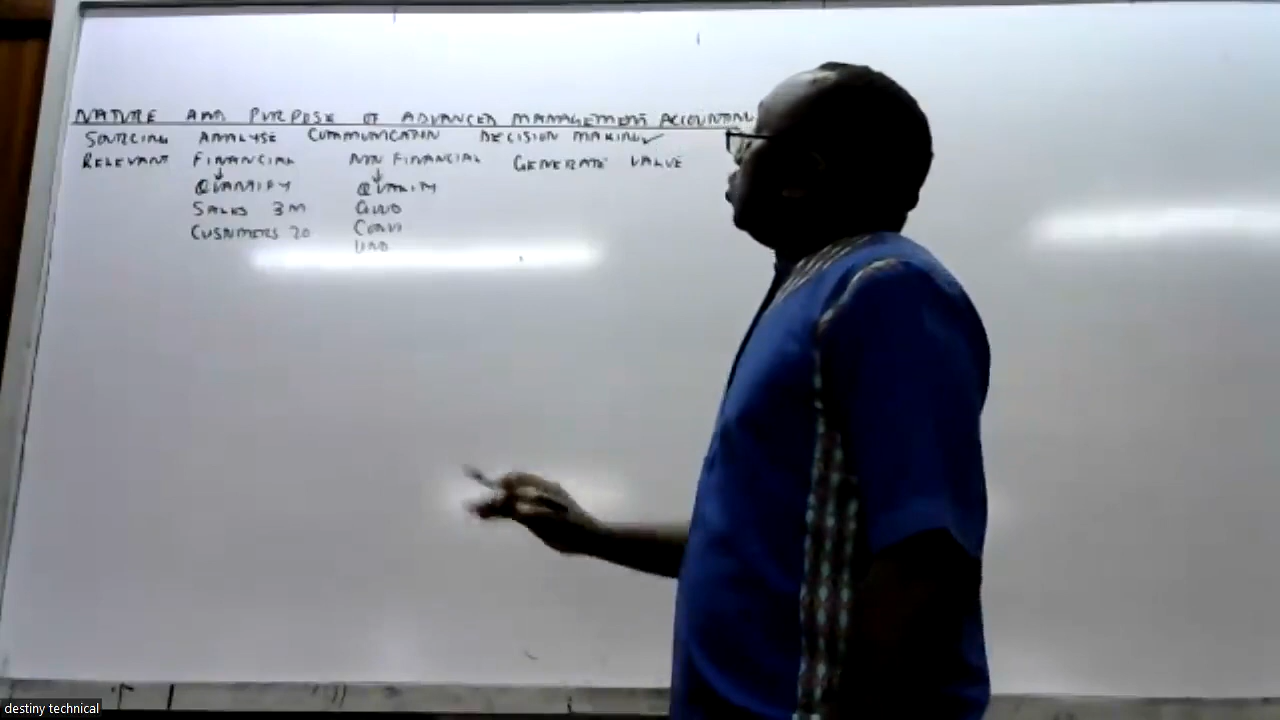 NATURE AND PURPOSE OF ADVANCED MANAGEMENT ACCOUNTING
SOURCING ANALYSE COMMUNICATION DECISION MAKING ✓
RELEVANT FINANCIAL NON FINANCIAL GENERATE VALUE
QUANTIFY QUALITY
SALES 3M GOOD
CUSTOMERS 20
destiny technical